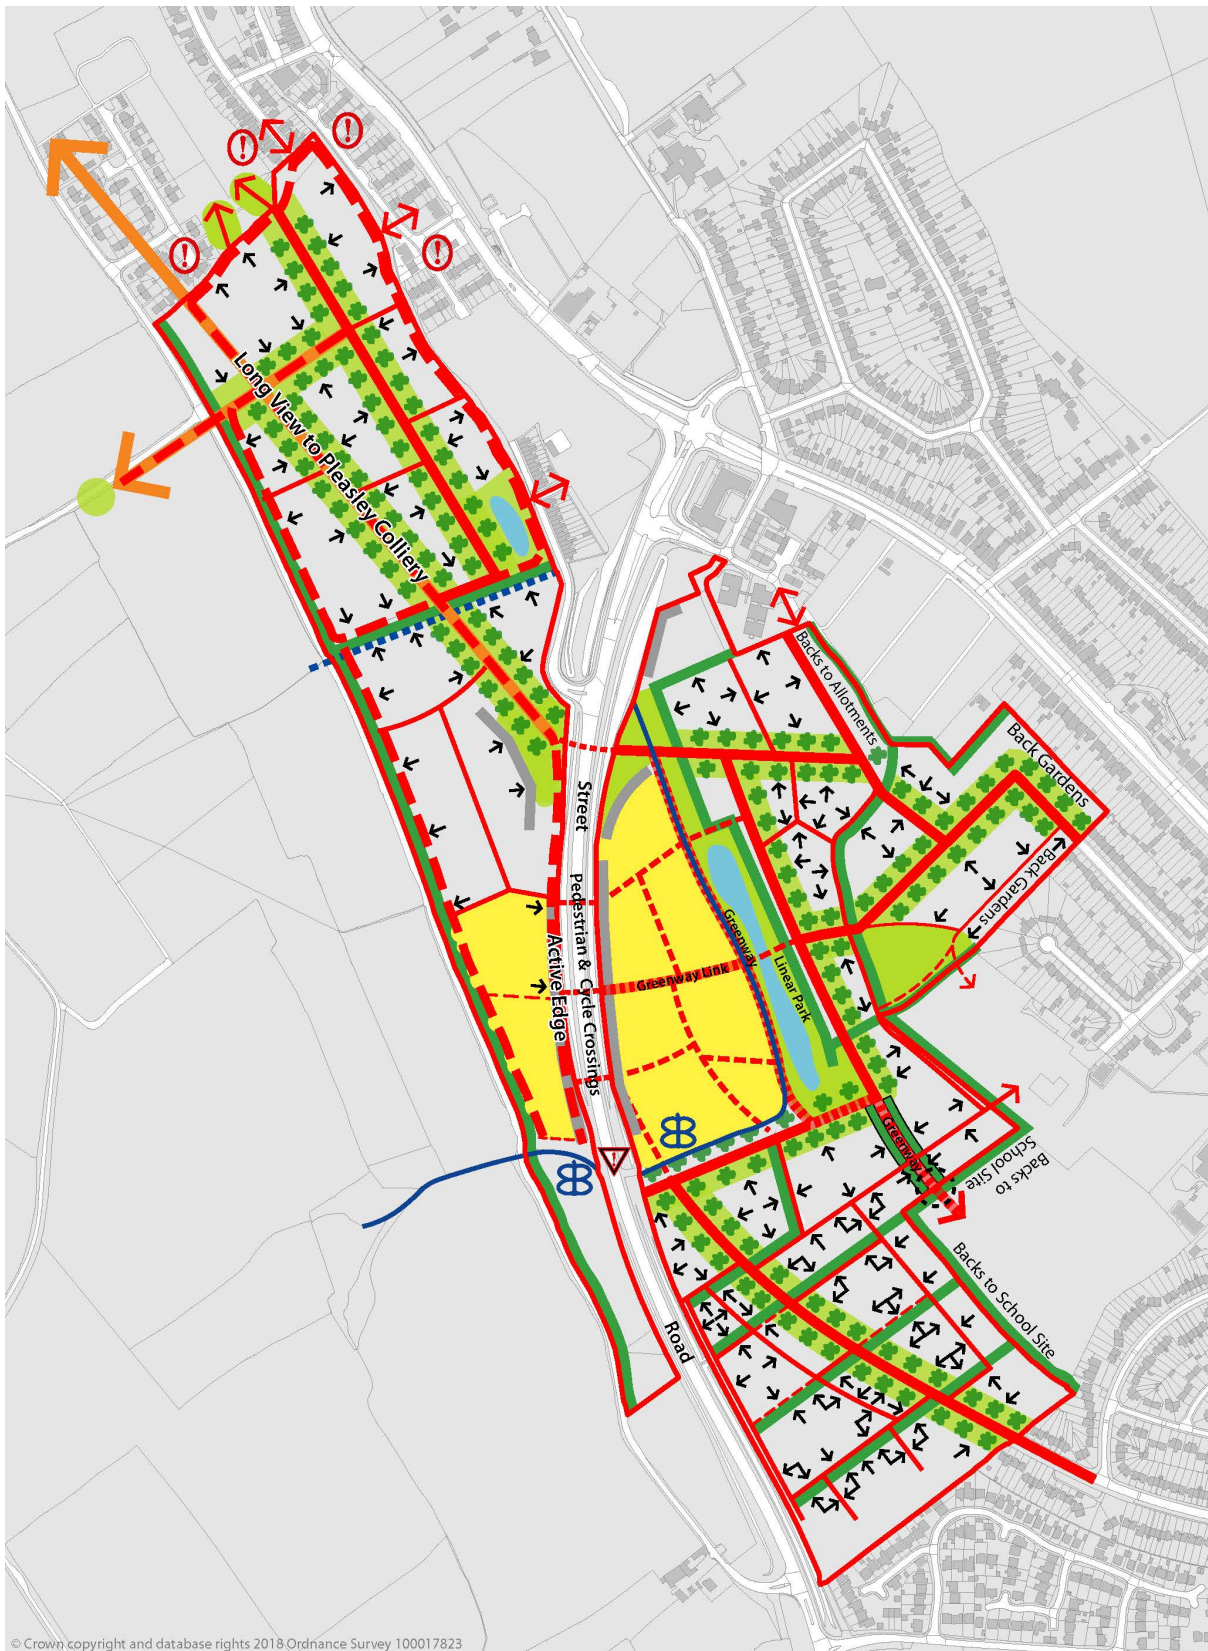 Long View to Pleasley Colliery
Backs to Allotments
Back Gardens
Back Gardens
Street
Pedestrian & Cycle Crossings
Active Edge
Greenway
Linear Park
Greenway Link
Greenway
Backs to
School Site
Backs to School Site
Road
© Crown copyright and database rights 2018 Ordnance Survey 100017823